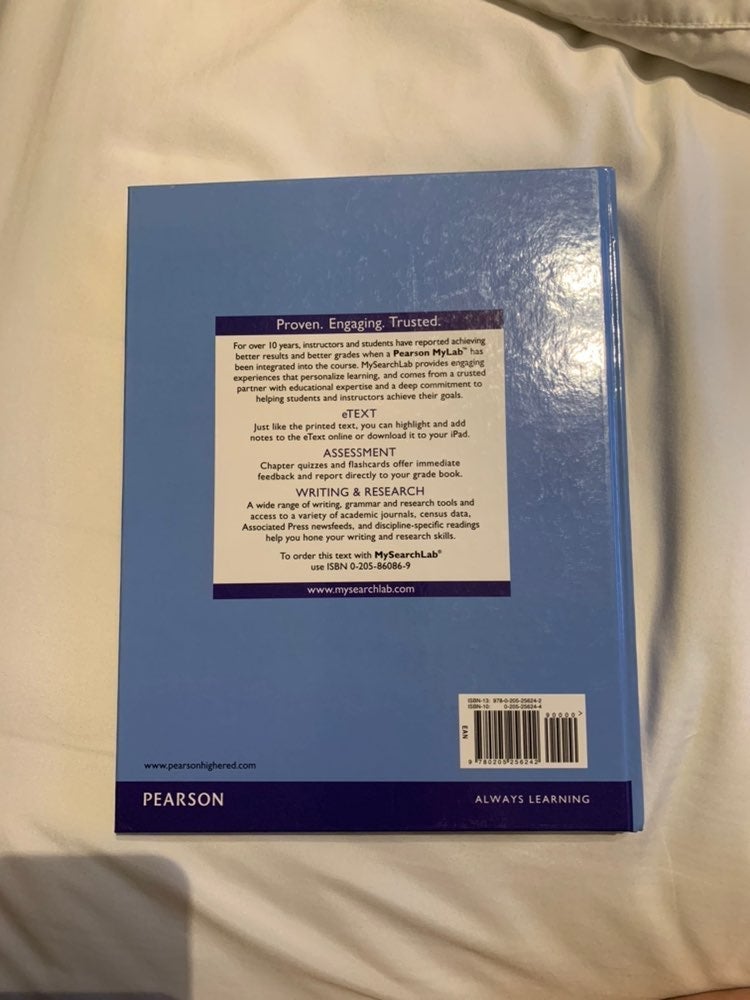 Proven. Engaging. Trusted.
For over 10 years, instructors and students have reported achieving
better results and better grades when a Pearson MyLab™ has
been integrated into the course. MySearchLab provides engaging
experiences that personalize learning, and comes from a trusted
partner with educational expertise and a deep commitment to
helping students and instructors achieve their goals.
eTEXT
Just like the printed text, you can highlight and add
notes to the eText online or download it to your iPad.
ASSESSMENT
Chapter quizzes and flashcards offer immediate
feedback and report directly to your grade book.
WRITING & RESEARCH
A wide range of writing, grammar and research tools and
access to a variety of academic journals, census data,
Associated Press newsfeeds, and discipline-specific readings
help you hone your writing and research skills.
To order this text with MySearchLab®
use ISBN 0-205-86086-9
www.mysearchlab.com
ISBN-13: 978-0-205-25624-2
ISBN-10: 0-205-25624-4
90000>
EAN
9 780205 256242
www.pearsonhighered.com
PEARSON
ALWAYS LEARNING